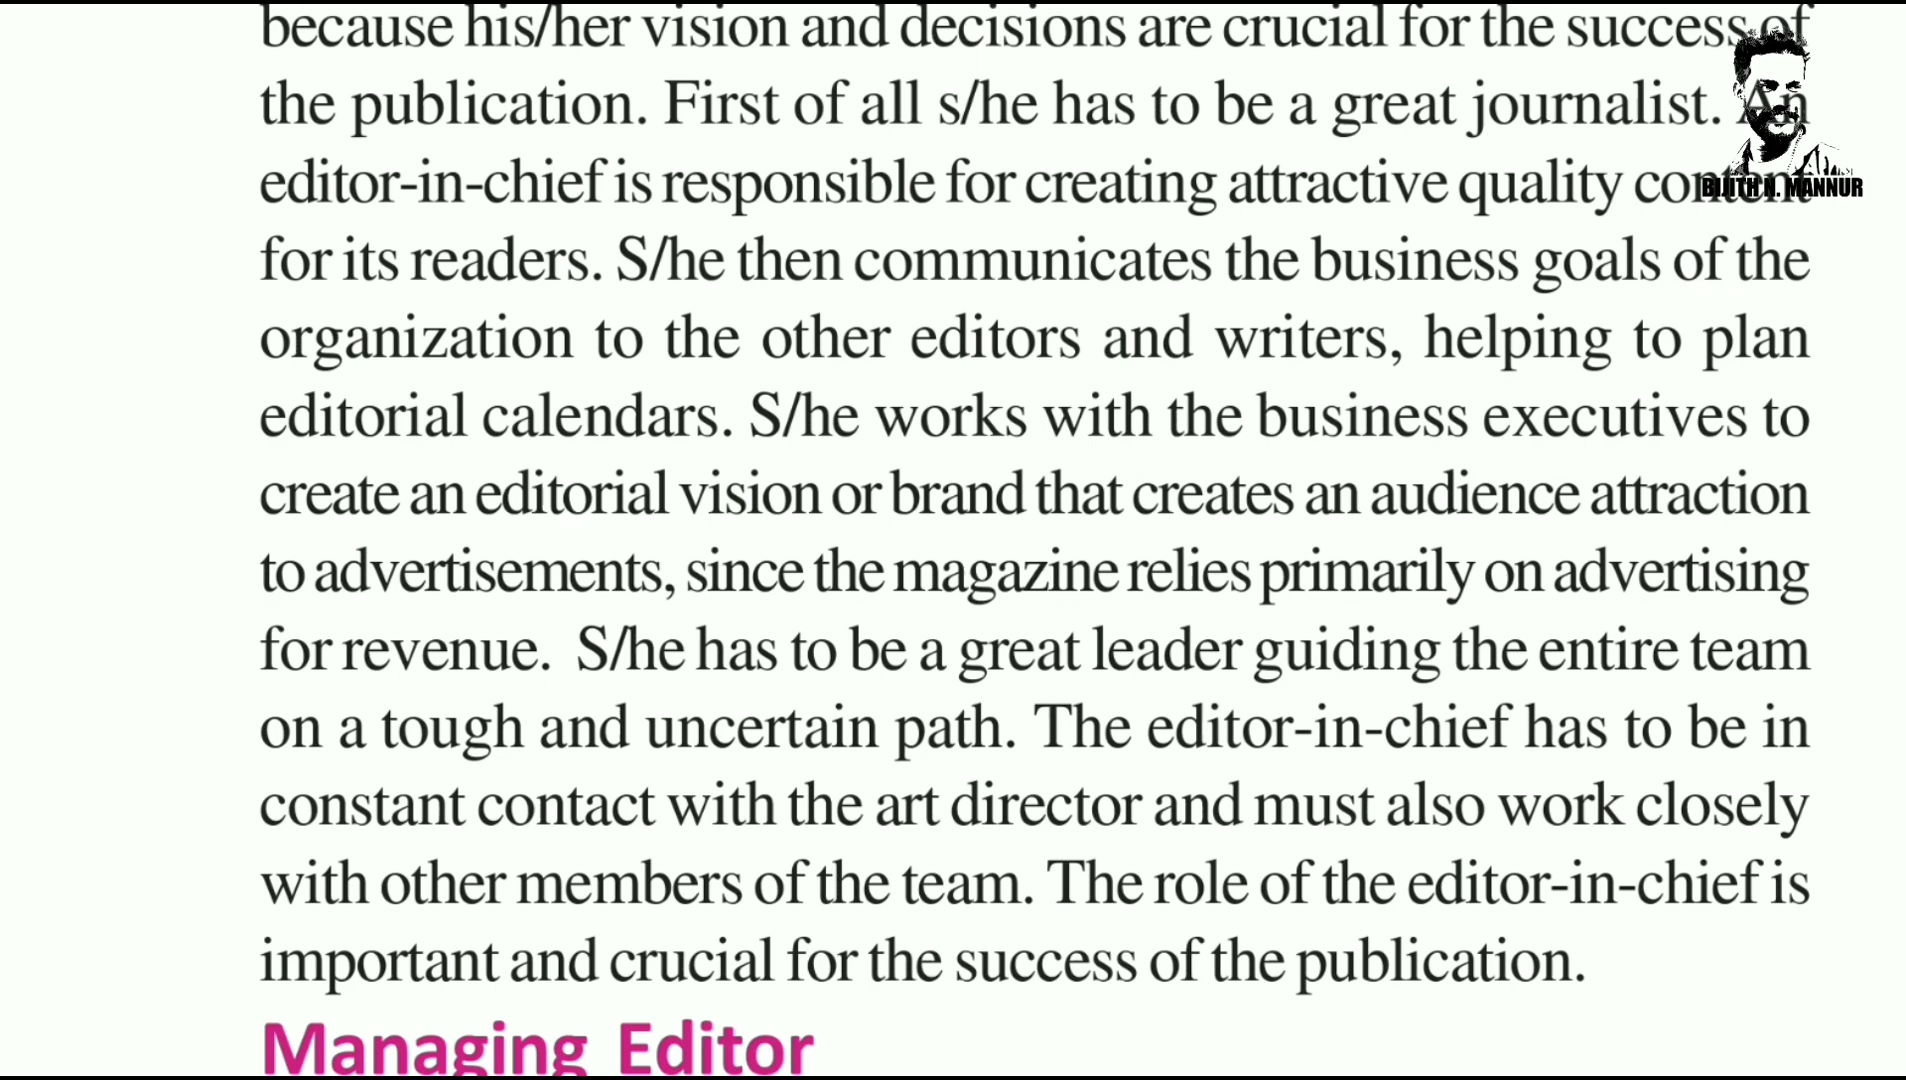 because his/her vision and decisions are crucial for the success of
the publication. First of all s/he has to be a great journalist. An
editor-in-chief is responsible for creating attractive quality content
for its readers. S/he then communicates the business goals of the
organization to the other editors and writers, helping to plan
editorial calendars. S/he works with the business executives to
create an editorial vision or brand that creates an audience attraction
to advertisements, since the magazine relies primarily on advertising
for revenue. S/he has to be a great leader guiding the entire team
on a tough and uncertain path. The editor-in-chief has to be in
constant contact with the art director and must also work closely
with other members of the team. The role of the editor-in-chief is
important and crucial for the success of the publication.
Managing Editor
BIJITH N. MANNUR